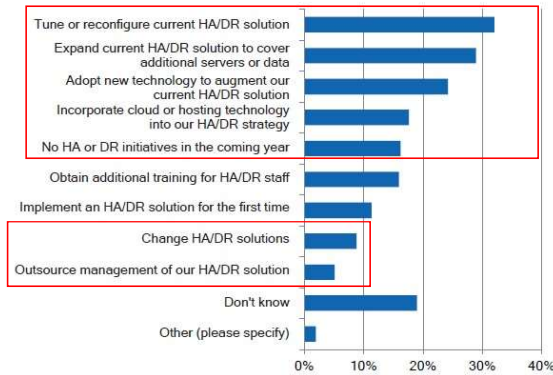 Tune or reconfigure current HA/DR solution
Expand current HA/DR solution to cover
additional servers or data
Adopt new technology to augment our
current HA/DR solution
Incorporate cloud or hosting technology
into our HA/DR strategy
No HA or DR initiatives in the coming year
Obtain additional training for HA/DR staff
Implement an HA/DR solution for the first time
Change HA/DR solutions
Outsource management of our HA/DR solution
Don't know
Other (please specify)
0% 10% 20% 30% 40%